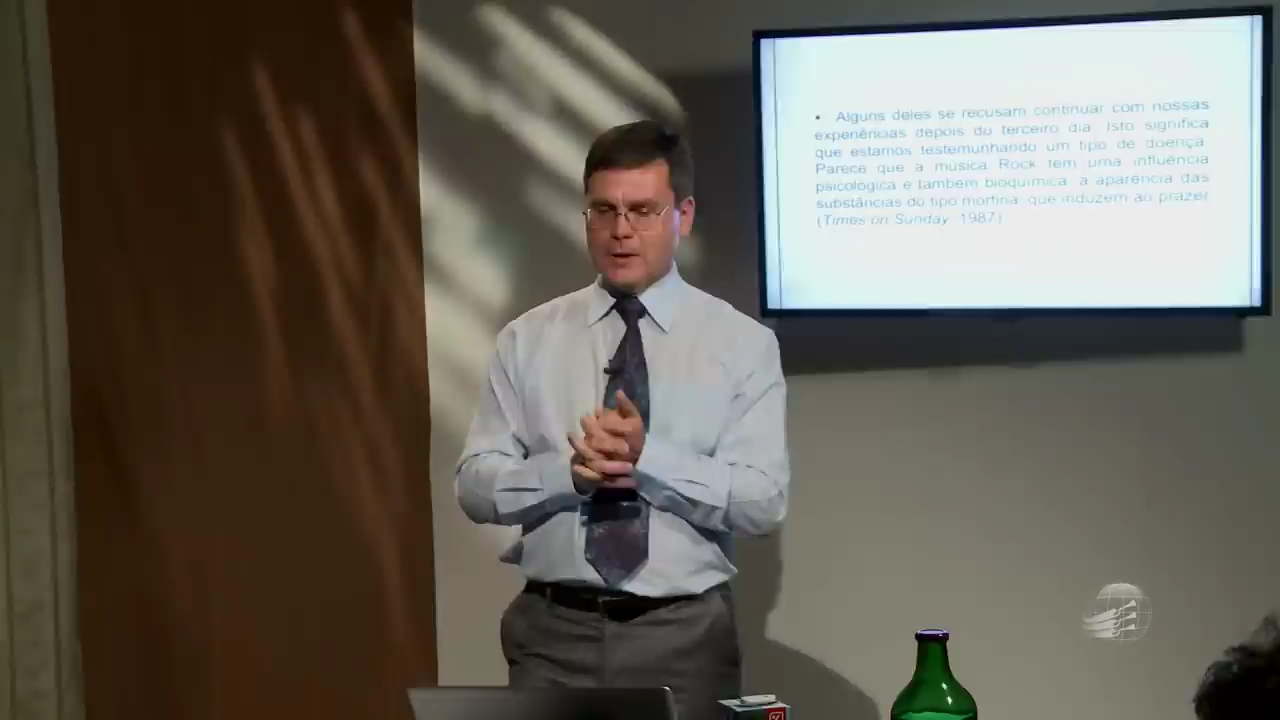 • Alguns deles se recusam continuar com nossas
experiências depois do terceiro dia. Isto significa
que estamos testemunhando um tipo de doença.
Parece que a música Rock tem uma influência
psicologica e tambem bioquímica: a aparência das
substâncias do tipo morfina, que induzem ao prazer
(Times on Sunday, 1987)